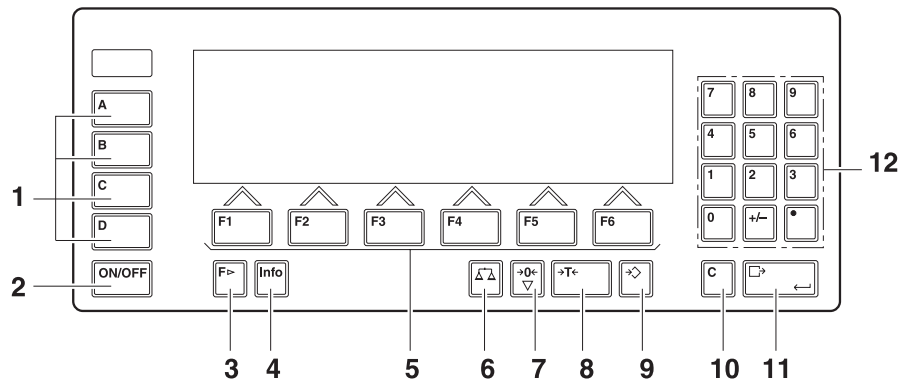 7 8 9
A
4 5 6
B
12
1 C
1 2 3
D
F1 F2 F3 F4 F5 F6
0 +/– •
2 ON/OFF
F▻ Info
→0← →T←
C
3 4 5 6 7 8 9 10 11